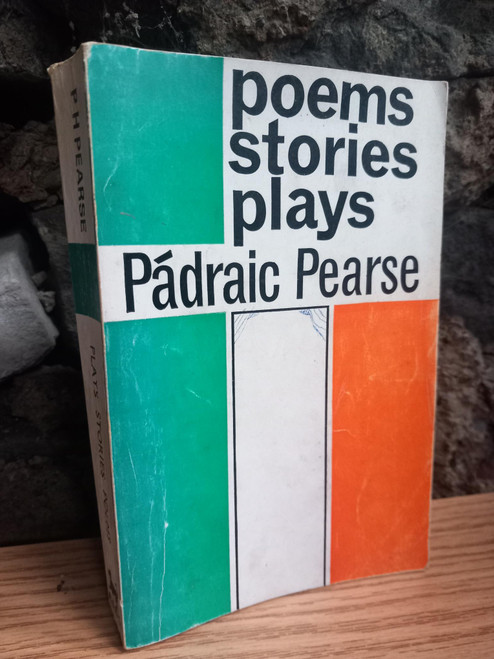 poems
stories
plays
Pádraic Pearse
P H PEARSE
PLAYS STORIES POEMS